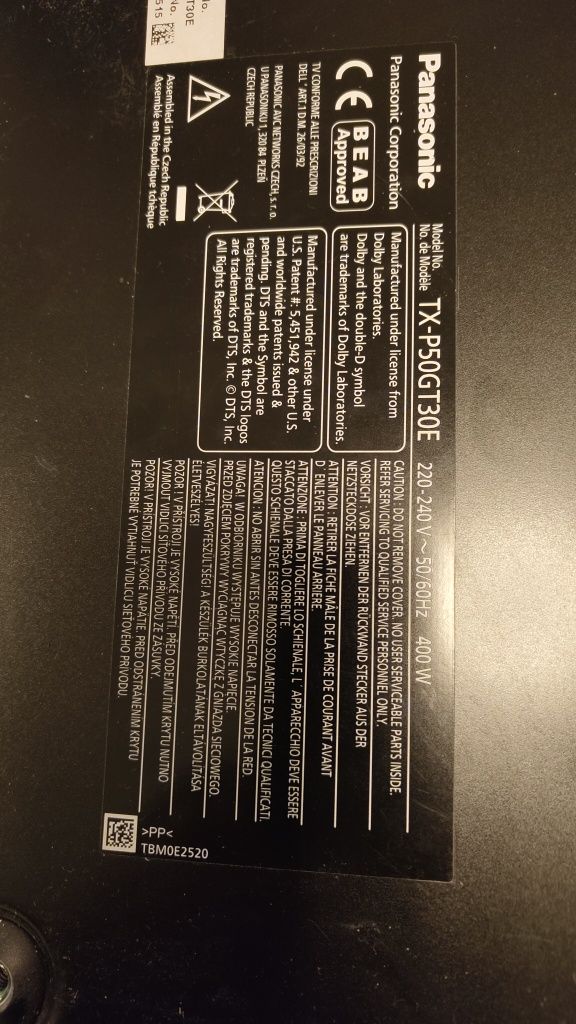 No.
T30E
No.
515
Panasonic
Panasonic Corporation
CE
BEAB
Approved
TV CONFORME ALLE PRESCRIZIONI
DELL' ART.1 D.M. 26/03/92
PANASONIC AVC NETWORKS CZECH, s.r.o.
U PANASONIKU 1, 320 84 PLZEŇ
CZECH REPUBLIC
Assembled in the Czech Republic
Assemblé en République tchèque
Model No.
No. de Modèle
TX-P50GT30E
220-240 V~50/60Hz 400 W
Manufactured under license from
Dolby Laboratories.
Dolby and the double-D symbol
are trademarks of Dolby Laboratories.
Manufactured under license under
U.S. Patent #: 5,451,942 & other U.S.
and worldwide patents issued &
pending. DTS and the Symbol are
registered trademarks & the DTS logos
are trademarks of DTS, Inc. © DTS, Inc.
All Rights Reserved.
CAUTION : DO NOT REMOVE COVER. NO USER SERVICEABLE PARTS INSIDE.
REFER SERVICING TO QUALIFIED SERVICE PERSONNEL ONLY.
VORSICHT : VOR ENTFERNEN DER RÜCKWAND STECKER AUS DER
NETZSTECKDOSE ZIEHEN.
ATTENTION : RETIRER LA FICHE MÂLE DE LA PRISE DE COURANT AVANT
D' ENLEVER LE PANNEAU ARRIERE.
ATTENZIONE : PRIMA DI TOGLIERE LO SCHIENALE, L' APPARECCHIO DEVE ESSERE
STACCATO DALLA PRESA DI CORRENTE.
QUESTO SCHIENALE DEVE ESSERE RIMOSSO SOLAMENTE DA TECNICI QUALIFICATI.
ATENCION : NO ABRIR SIN ANTES DESCONECTAR LA TENSION DE LA RED.
UWAGA! W ODBIORNIKU WYSTĘPUJE WYSOKIE NAPIĘCIE.
PRZED ZDJĘCIEM POKRYWY WYCIĄGNĄĆ WTYCZKĘ Z GNIAZDA SIECIOWEGO.
VIGYÁZAT! NAGYFESZÜLTSÉG! A KÉSZÜLÉK BURKOLATÁNAK ELTÁVOLÍTÁSA
ÉLETVESZÉLYES!
POZOR ! V PŘÍSTROJI JE VYSOKÉ NAPĚTÍ. PŘED ODEJMUTÍM KRYTU NUTNO
VYJMOUT VIDLICI SÍŤOVÉHO PŘÍVODU ZE ZÁSUVKY.
POZOR! V PRÍSTROJI JE VYSOKÉ NAPÄTIE. PRED ODSTRÁNENÍM KRYTU
JE POTREBNÉ VYTIAHNUŤ VIDLICU SIEŤOVÉHO PRÍVODU.
>PP<
TBM0E2520